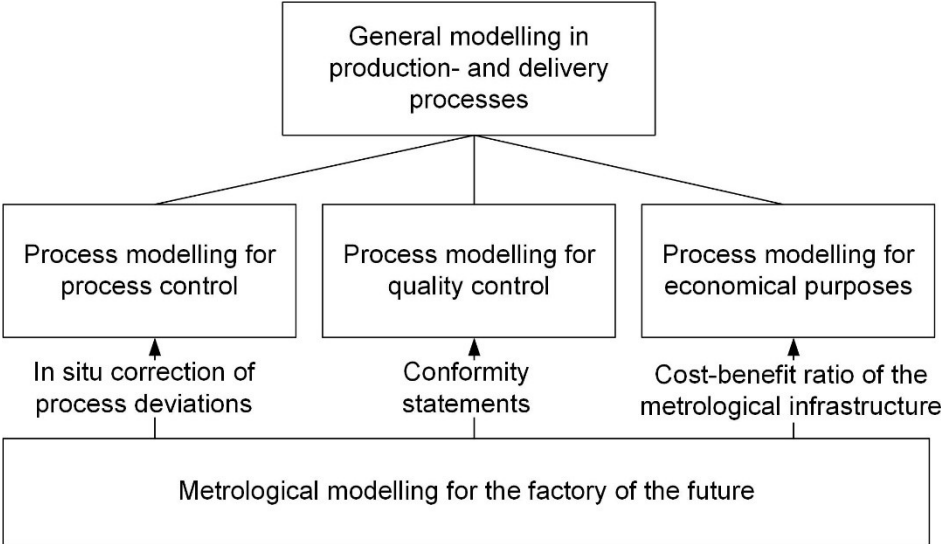 General modelling in
production- and delivery
processes
Process modelling for
process control
Process modelling for
quality control
Process modelling for
economical purposes
In situ correction of
process deviations
Conformity
statements
Cost-benefit ratio of the
metrological infrastructure
Metrological modelling for the factory of the future